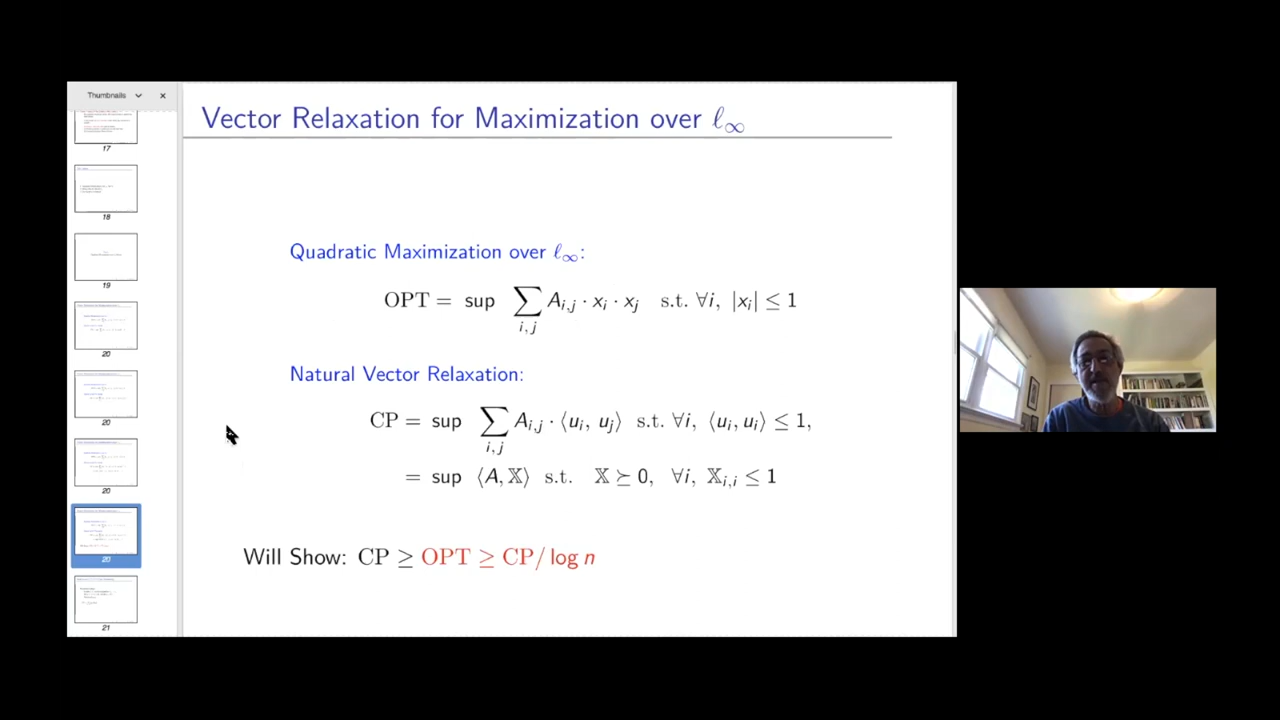 Thumbnails
Vector Relaxation for Maximization over ℓ∞
17
18
19
20
20
20
20
21
Quadratic Maximization over ℓ∞:
OPT = sup ∑_{i,j} A_{i,j} · x_i · x_j s.t. ∀i, |x_i| ≤ 1
Natural Vector Relaxation:
CP = sup ∑_{i,j} A_{i,j} · ⟨u_i, u_j⟩ s.t. ∀i, ⟨u_i, u_i⟩ ≤ 1,
= sup ⟨A, 𝕏⟩ s.t. 𝕏 ⪰ 0, ∀i, 𝕏_{i,i} ≤ 1
Will Show: CP ≥ OPT ≥ CP/ log n